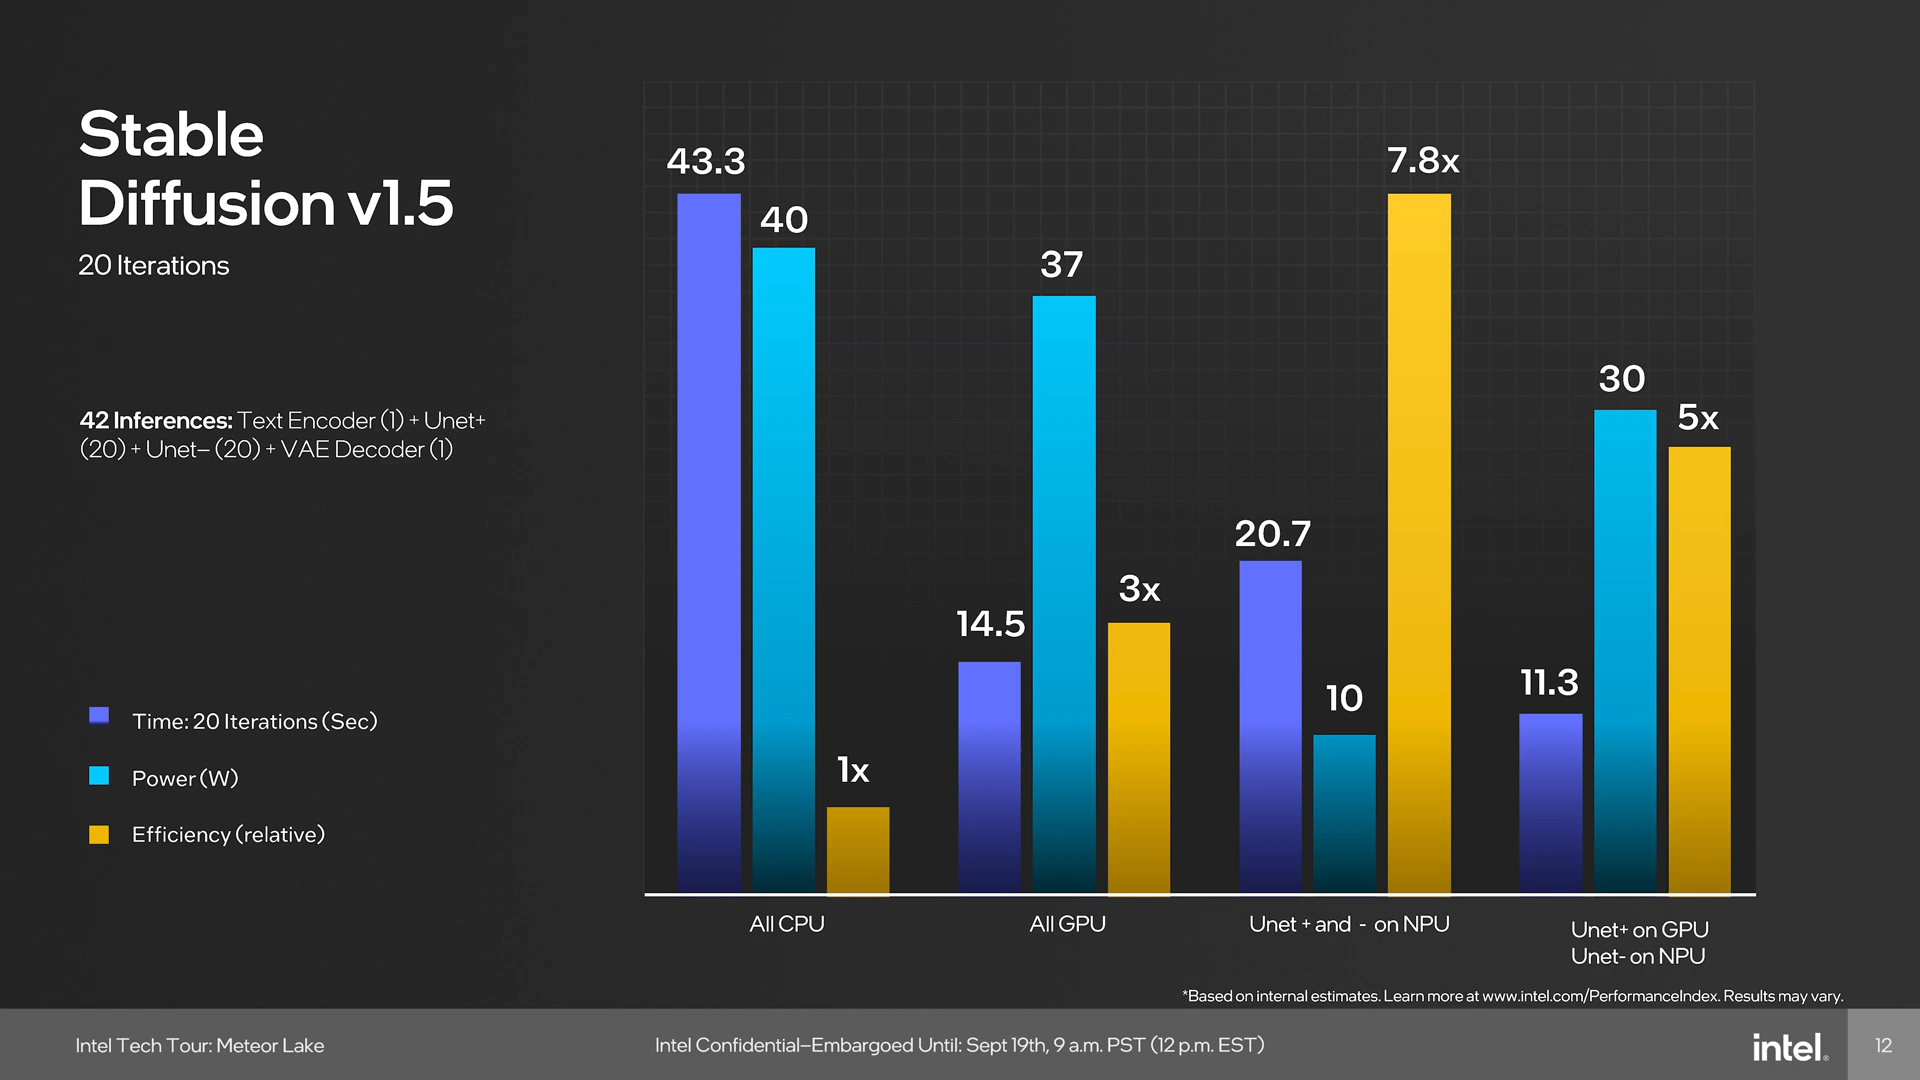 Stable
Diffusion v1.5
20 Iterations
42 Inferences: Text Encoder (1) + Unet+
(20) + Unet– (20) + VAE Decoder (1)
Time: 20 Iterations (Sec)
Power (W)
Efficiency (relative)
43.3
40
1x
14.5
37
3x
20.7
10
7.8x
11.3
30
5x
All CPU
All GPU
Unet + and - on NPU
Unet+ on GPU
Unet- on NPU
*Based on internal estimates. Learn more at www.intel.com/PerformanceIndex. Results may vary.
Intel Tech Tour: Meteor Lake
Intel Confidential–Embargoed Until: Sept 19th, 9 a.m. PST (12 p.m. EST)
intel®
12